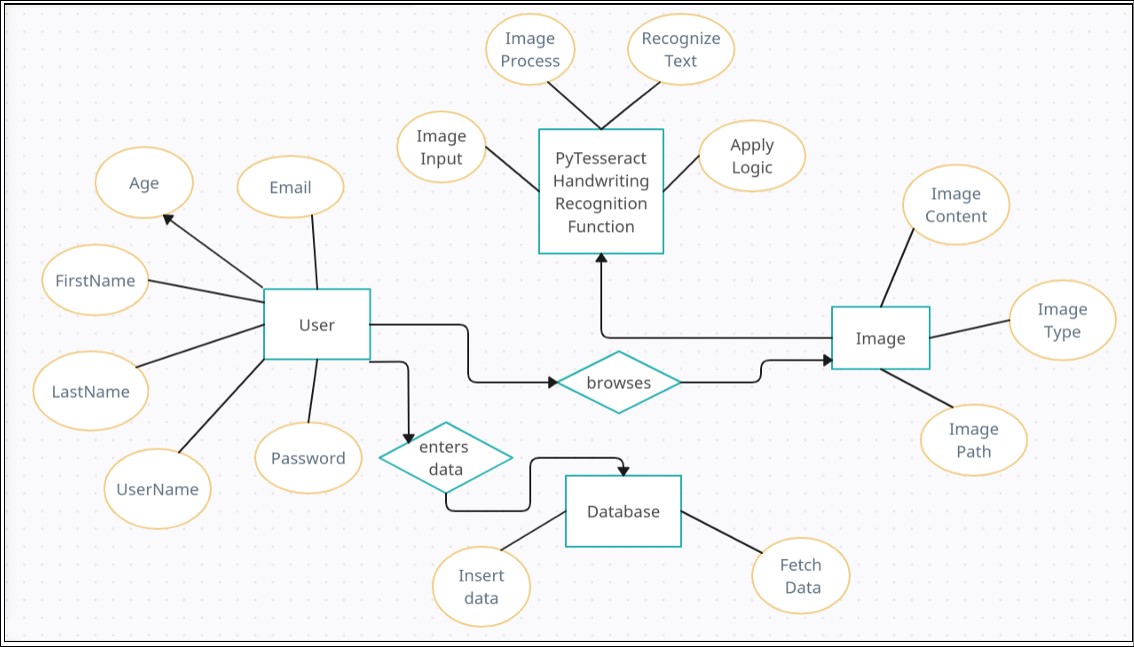 Image
Process
Recognize
Text
Image
Input
PyTesseract
Handwriting
Recognition
Function
Apply
Logic
Age
Email
Image
Content
FirstName
User
Image
Type
Image
browses
LastName
enters
data
Image
Path
Password
UserName
Database
Insert
data
Fetch
Data